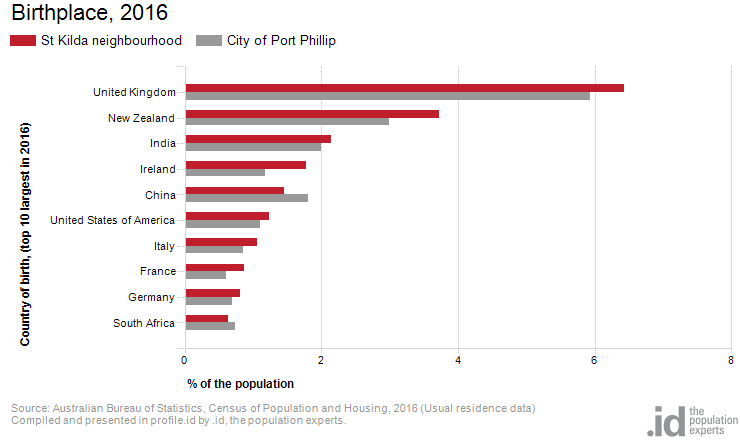 Birthplace, 2016
St Kilda neighbourhood City of Port Phillip
Country of birth, (top 10 largest in 2016)
United Kingdom
New Zealand
India
Ireland
China
United States of America
Italy
France
Germany
South Africa
0 2 4 6 8
% of the population
Source: Australian Bureau of Statistics, Census of Population and Housing, 2016 (Usual residence data)
Compiled and presented in profile.id by .id, the population experts.
.id the
population
experts